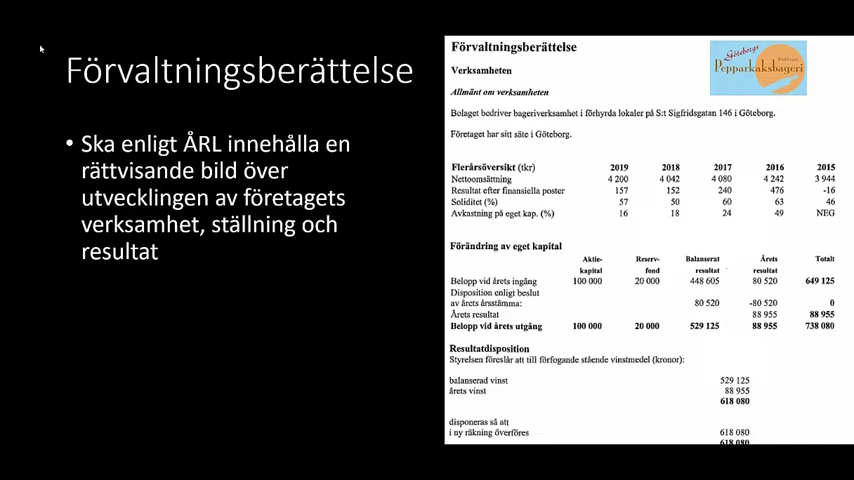 Förvaltningsberättelse
• Ska enligt ÅRL innehålla en
rättvisande bild över
utvecklingen av företagets
verksamhet, ställning och
resultat
Förvaltningsberättelse
Göteborgs
Pepparkaksbageri
Verksamheten
Allmänt om verksamheten
Bolaget bedriver bageriverksamhet i förhyrda lokaler på S:t Sigfridsgatan 146 i Göteborg.
Företaget har sitt säte i Göteborg.
Flerårsöversikt (tkr) 2019 2018 2017 2016 2015
Nettoomsättning 4 200 4 042 4 080 4 242 3 944
Resultat efter finansiella poster 157 152 240 476 -16
Soliditet (%) 57 50 60 63 46
Avkastning på eget kap. (%) 16 18 24 49 NEG
Förändring av eget kapital
Aktie- Reserv- Balanserat Årets Totalt
kapital fond resultat resultat
Belopp vid årets ingång 100 000 20 000 448 605 80 520 649 125
Disposition enligt beslut
av årets årsstämma: 80 520 -80 520 0
Årets resultat 88 955 88 955
Belopp vid årets utgång 100 000 20 000 529 125 88 955 738 080
Resultatdisposition
Styrelsen föreslår att till förfogande stående vinstmedel (kronor):
balanserad vinst 529 125
årets vinst 88 955
618 080
disponeras så att
i ny räkning överföres 618 080
618 080